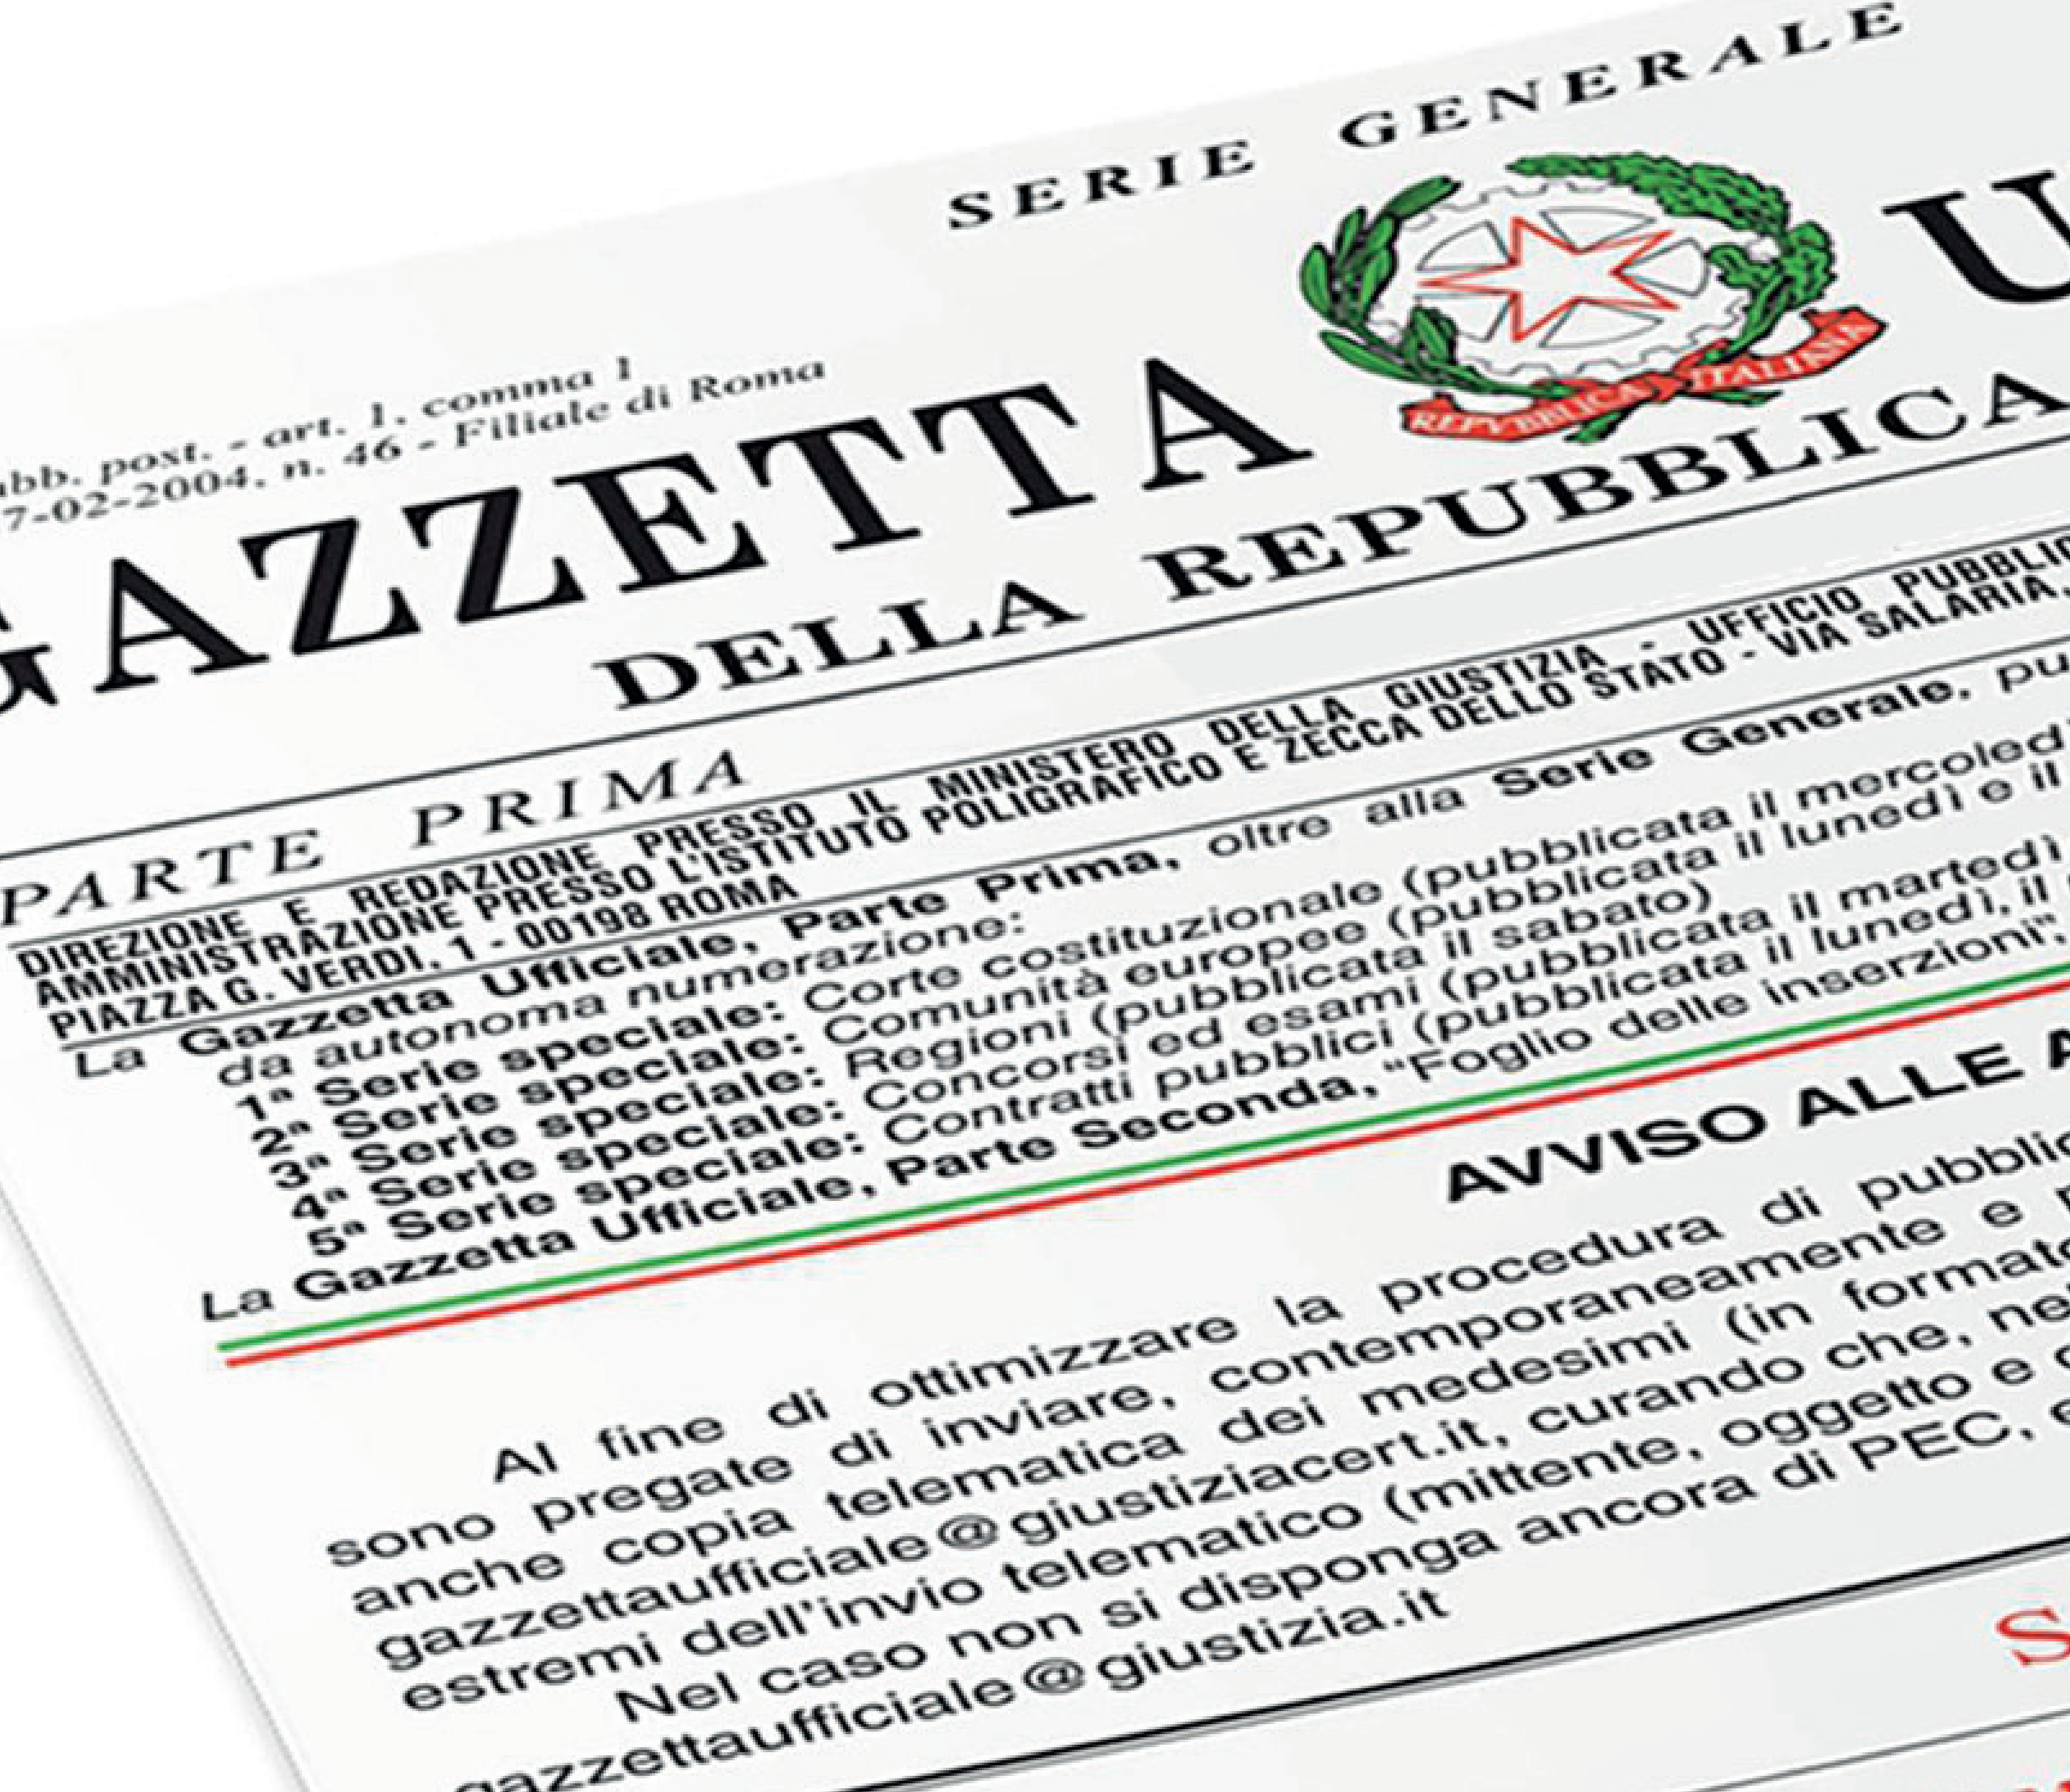 SERIE GENERALE
post. - art. 1, comma 1
7-02-2004, n. 46 - Filiale di Roma
GAZZETTA U
REPVBBLICA ITALIANA
DELLA REPUBBLICA
PARTE PRIMA
DIREZIONE E REDAZIONE PRESSO IL MINISTERO DELLA GIUSTIZIA - UFFICIO PUBBLIC
AMMINISTRAZIONE PRESSO L'ISTITUTO POLIGRAFICO E ZECCA DELLO STATO - VIA SALARIA,
PIAZZA G. VERDI, 1 - 00198 ROMA
La Gazzetta Ufficiale, Parte Prima, oltre alla Serie Generale, pu
da autonoma numerazione:
1ª Serie speciale: Corte costituzionale (pubblicata il mercoled
2ª Serie speciale: Comunità europee (pubblicata il lunedì e il
3ª Serie speciale: Regioni (pubblicata il sabato)
4ª Serie speciale: Concorsi ed esami (pubblicata il martedì
5ª Serie speciale: Contratti pubblici (pubblicata il lunedì, il
La Gazzetta Ufficiale, Parte Seconda, “Foglio delle inserzioni”,
AVVISO ALLE A
Al fine di ottimizzare la procedura di pubblic
sono pregate di inviare, contemporaneamente e
anche copia telematica dei medesimi (in formato
gazzettaufficiale@giustiziacert.it, curando che, ne
estremi dell'invio telematico (mittente, oggetto e
Nel caso non si disponga ancora di PEC, e
gazzettaufficiale@giustizia.it
S